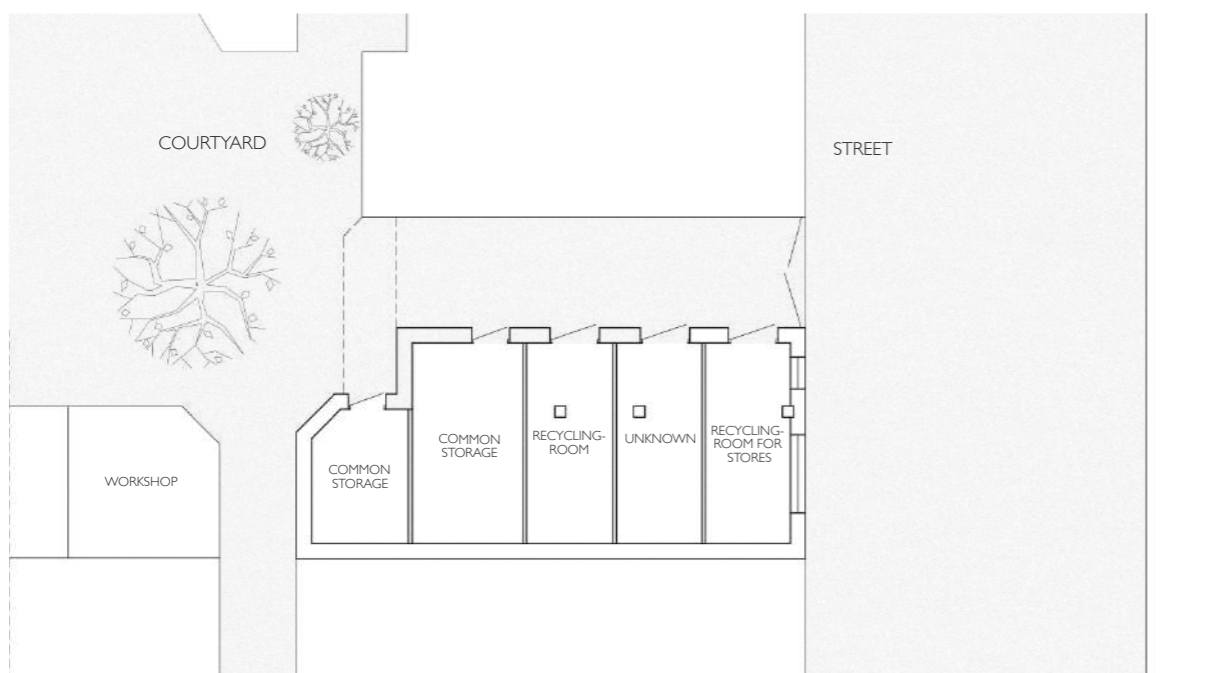 COURTYARD
STREET
COMMON
STORAGE
RECYCLING-
ROOM
UNKNOWN
RECYCLING-
ROOM FOR
STORES
COMMON
STORAGE
WORKSHOP